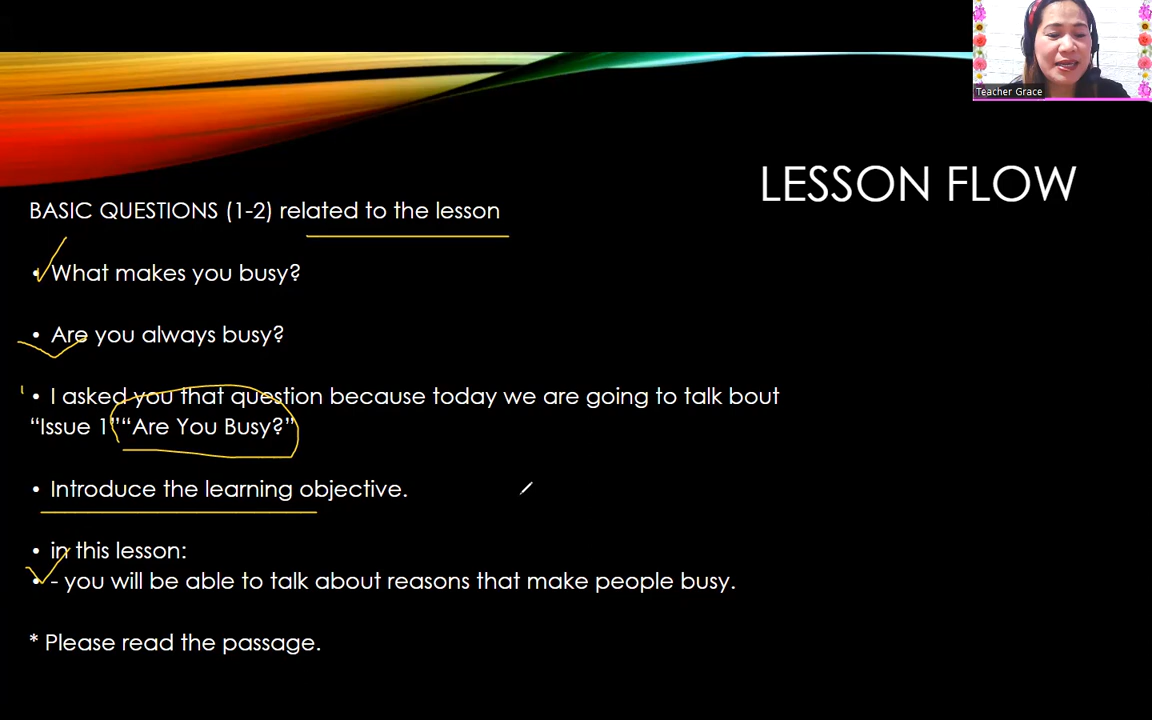 Teacher Grace
LESSON FLOW
BASIC QUESTIONS (1-2) related to the lesson
• What makes you busy?
• Are you always busy?
• I asked you that question because today we are going to talk bout
“Issue 1”“Are You Busy?”
• Introduce the learning objective.
• in this lesson:
• - you will be able to talk about reasons that make people busy.
* Please read the passage.